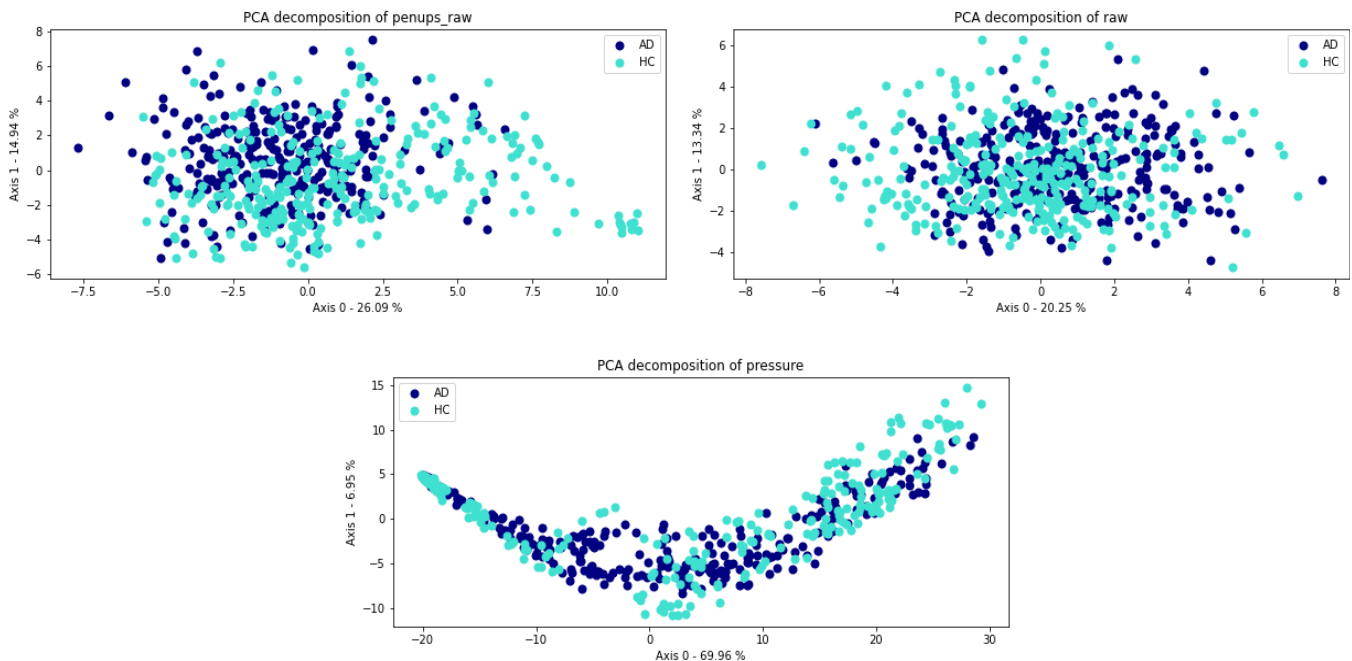 PCA decomposition of penups_raw
8
6
4
2
0
−2
−4
−6
Axis 1 - 14.94 %
AD
HC
−7.5 −5.0 −2.5 0.0 2.5 5.0 7.5 10.0
Axis 0 - 26.09 %
PCA decomposition of raw
6
4
2
0
−2
−4
Axis 1 - 13.34 %
AD
HC
−8 −6 −4 −2 0 2 4 6 8
Axis 0 - 20.25 %
PCA decomposition of pressure
15
10
5
0
−5
−10
Axis 1 - 6.95 %
AD
HC
−20 −10 0 10 20 30
Axis 0 - 69.96 %